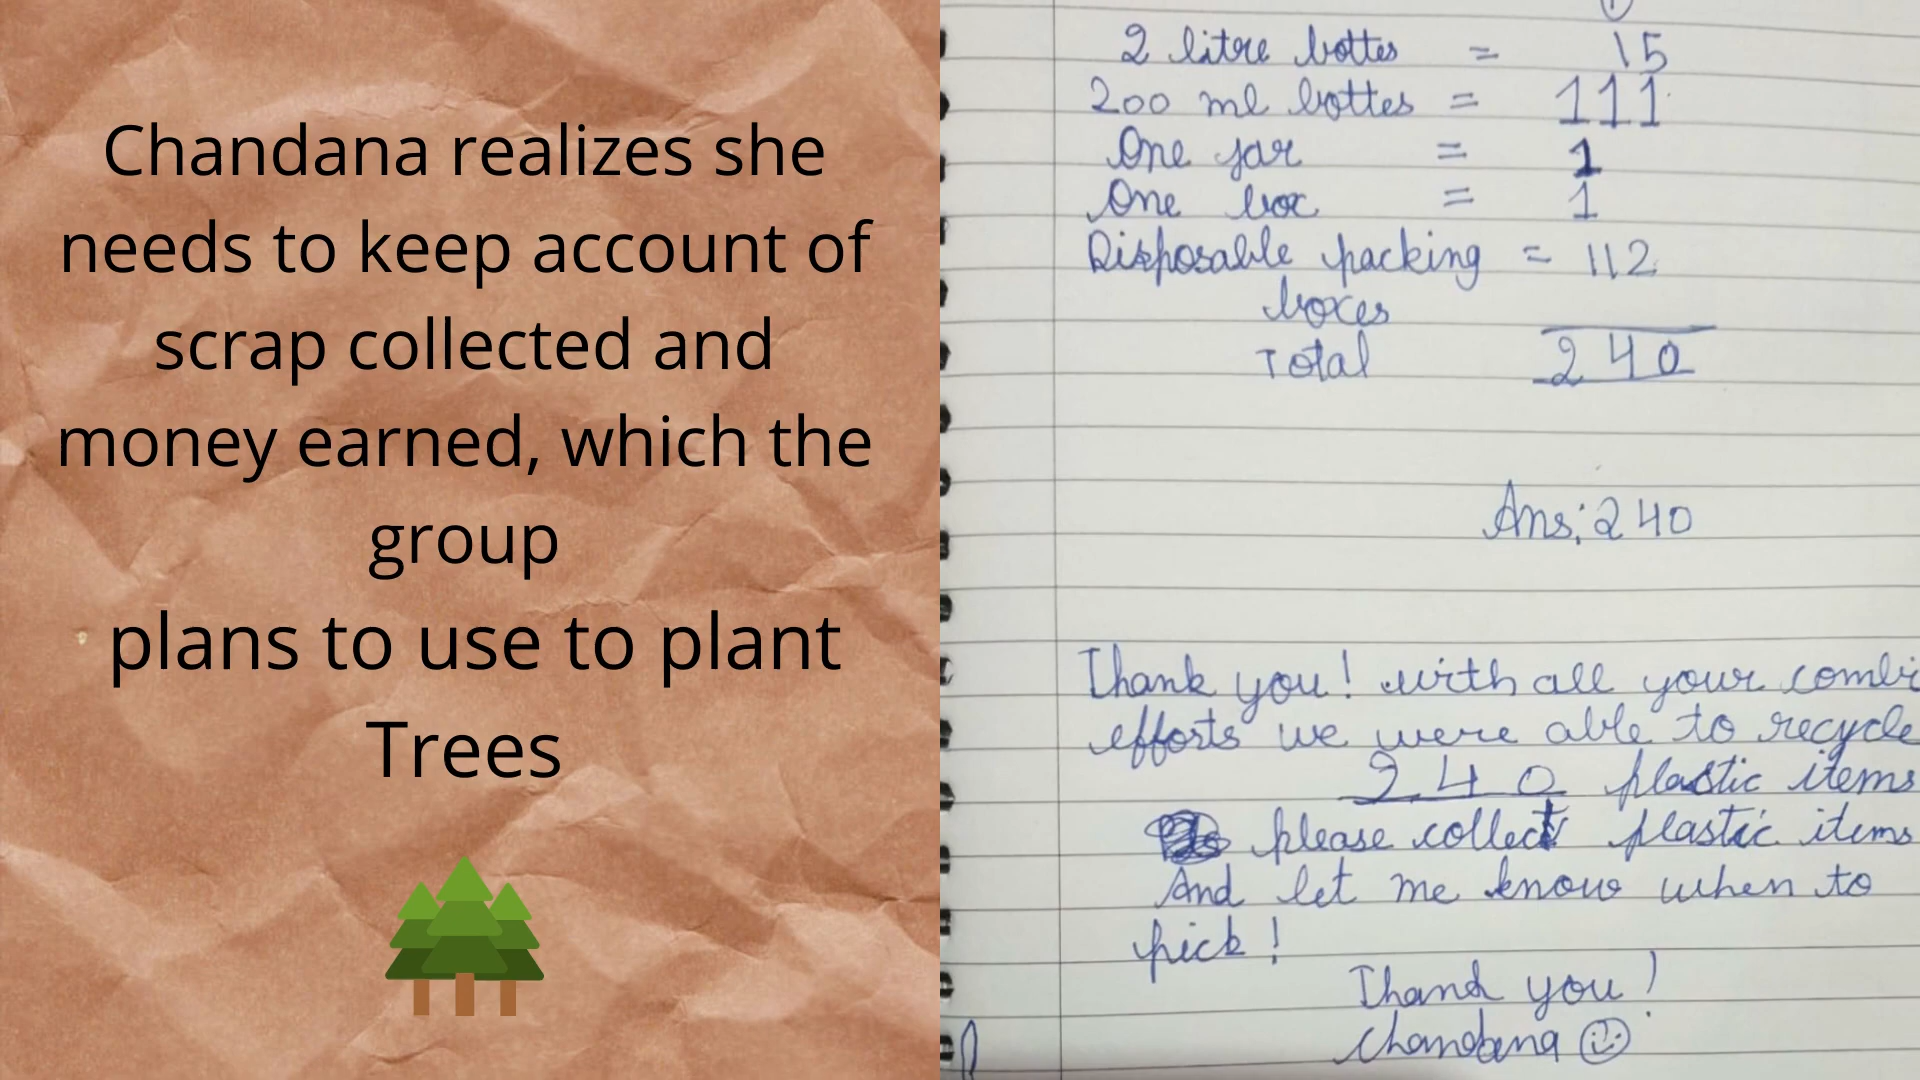 Chandana realizes she
needs to keep account of
scrap collected and
money earned, which the
group
plans to use to plant
Trees
2 litre bottes = 15
200 ml bottes = 111
One jar = 1
One box = 1
Disposable packing = 112
boxes
Total 240
Ans: 240
Thank you! with all your combi
efforts we were able to recycle
240 plastic items
please collect plastic items
And let me know when to
pick!
Thank you!
Chandana